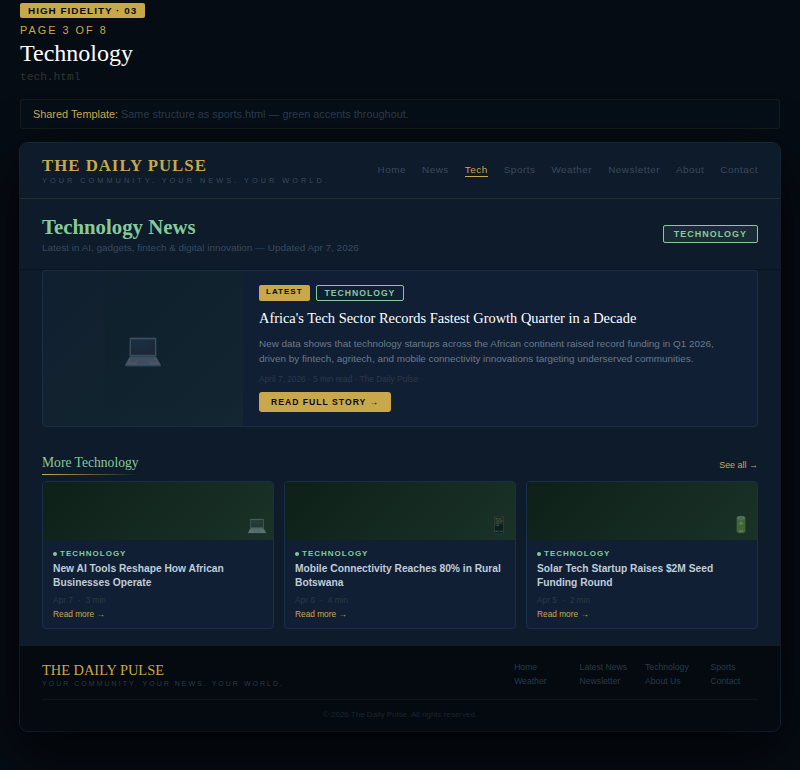 HIGH FIDELITY · 03
PAGE 3 OF 8
Technology
tech.html
Shared Template: Same structure as sports.html — green accents throughout.
THE DAILY PULSE
YOUR COMMUNITY. YOUR NEWS. YOUR WORLD.
Home News Tech Sports Weather Newsletter About Contact
Technology News
Latest in AI, gadgets, fintech & digital innovation — Updated Apr 7, 2026
TECHNOLOGY
LATEST TECHNOLOGY
Africa's Tech Sector Records Fastest Growth Quarter in a Decade
New data shows that technology startups across the African continent raised record funding in Q1 2026,
driven by fintech, agritech, and mobile connectivity innovations targeting underserved communities.
April 7, 2026 · 5 min read · The Daily Pulse
READ FULL STORY →
More Technology
See all →
TECHNOLOGY
New AI Tools Reshape How African
Businesses Operate
Apr 7 · 3 min
Read more →
TECHNOLOGY
Mobile Connectivity Reaches 80% in Rural
Botswana
Apr 6 · 4 min
Read more →
TECHNOLOGY
Solar Tech Startup Raises $2M Seed
Funding Round
Apr 5 · 2 min
Read more →
THE DAILY PULSE
YOUR COMMUNITY. YOUR NEWS. YOUR WORLD.
Home Latest News Technology Sports
Weather Newsletter About Us Contact
© 2026 The Daily Pulse. All rights reserved